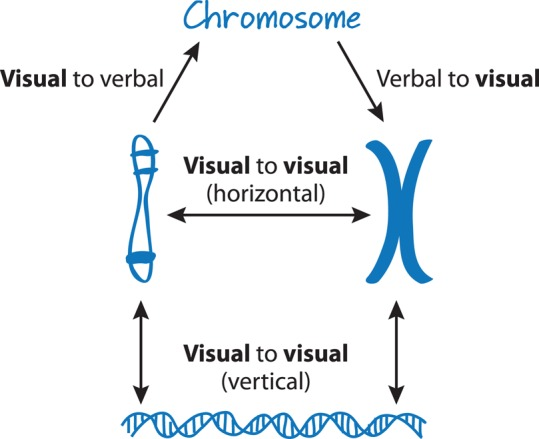 Chromosome
Visual to verbal
Verbal to visual
Visual to visual
(horizontal)
Visual to visual
(vertical)